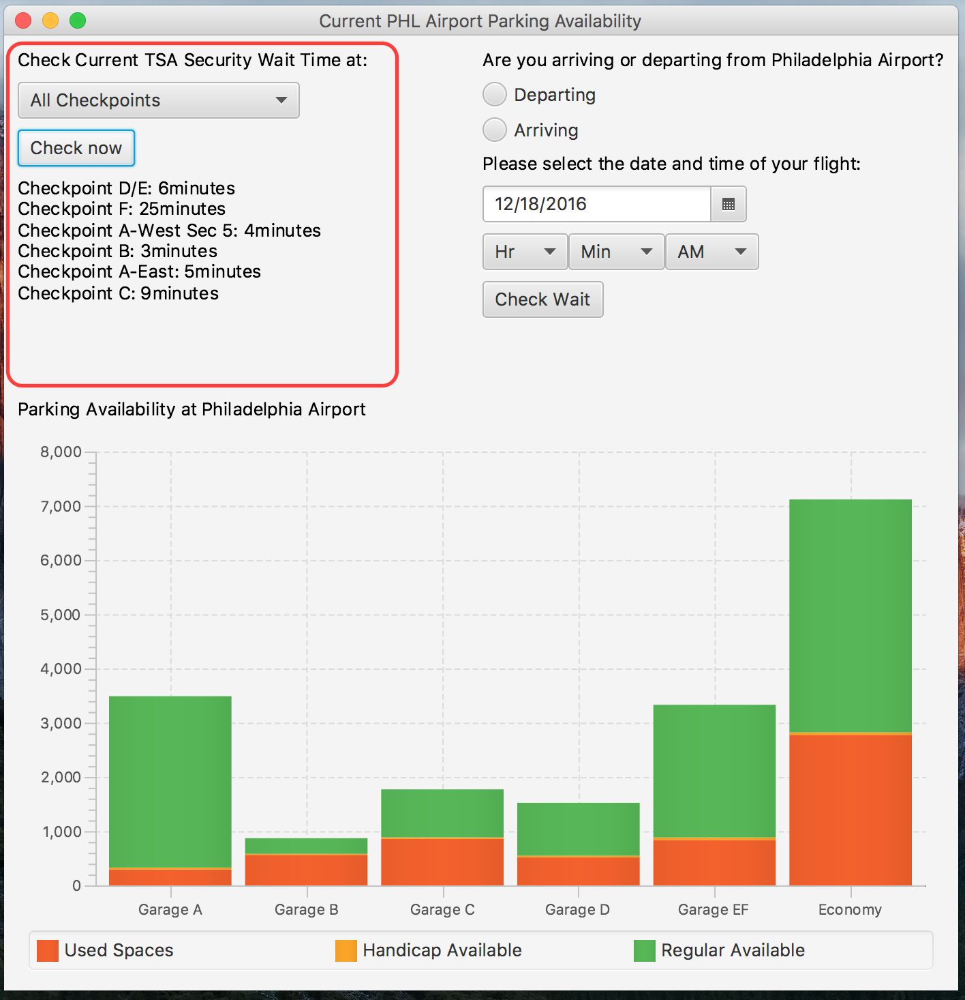 Current PHL Airport Parking Availability
Check Current TSA Security Wait Time at:
All Checkpoints
Check now
Checkpoint D/E: 6minutes
Checkpoint F: 25minutes
Checkpoint A-West Sec 5: 4minutes
Checkpoint B: 3minutes
Checkpoint A-East: 5minutes
Checkpoint C: 9minutes
Are you arriving or departing from Philadelphia Airport?
Departing
Arriving
Please select the date and time of your flight:
12/18/2016
Hr Min AM
Check Wait
Parking Availability at Philadelphia Airport
8,000
7,000
6,000
5,000
4,000
3,000
2,000
1,000
0
Garage A Garage B Garage C Garage D Garage EF Economy
Used Spaces Handicap Available Regular Available